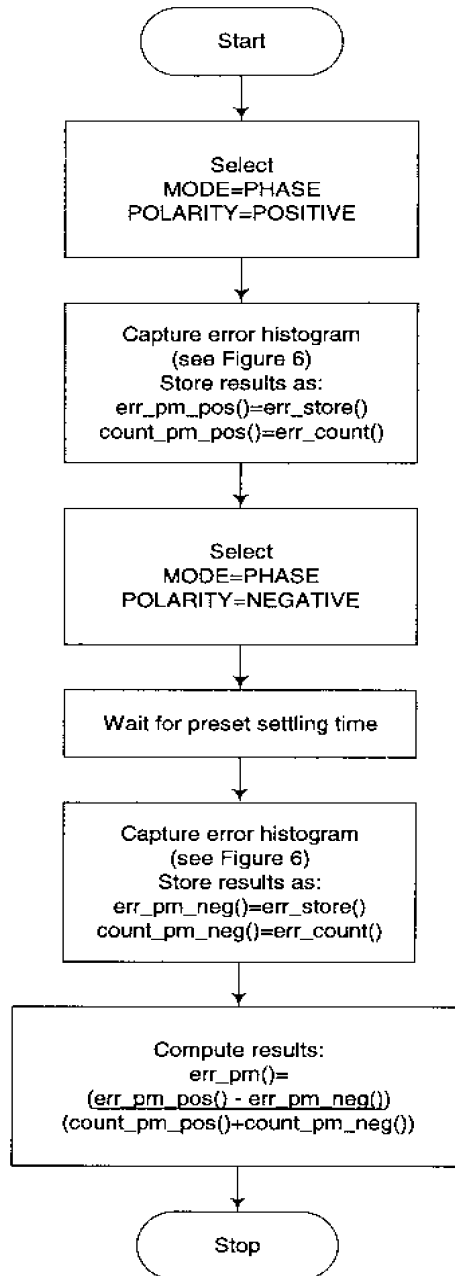 Start
Select
MODE=PHASE
POLARITY=POSITIVE
Capture error histogram
(see Figure 6)
Store results as:
err_pm_pos()=err_store()
count_pm_pos()=err_count()
Select
MODE=PHASE
POLARITY=NEGATIVE
Wait for preset settling time
Capture error histogram
(see Figure 6)
Store results as:
err_pm_neg()=err_store()
count_pm_neg()=err_count()
Compute results:
err_pm()=
(err_pm_pos() - err_pm_neg())
(count_pm_pos()+count_pm_neg())
Stop